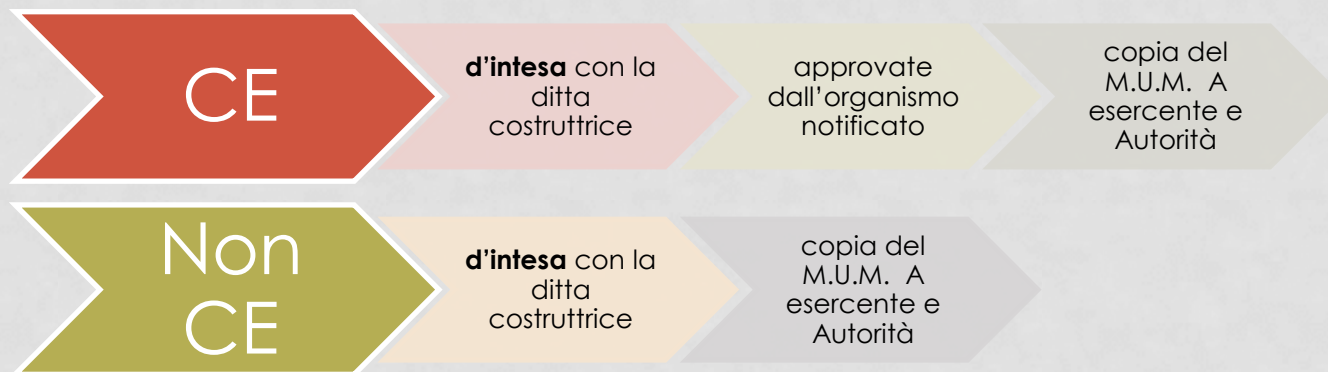 CE
d'intesa con la
ditta
costruttrice
approvate
dall'organismo
notificato
copia del
M.U.M. A
esercente e
Autorità
Non
CE
d'intesa con la
ditta
costruttrice
copia del
M.U.M. A
esercente e
Autorità